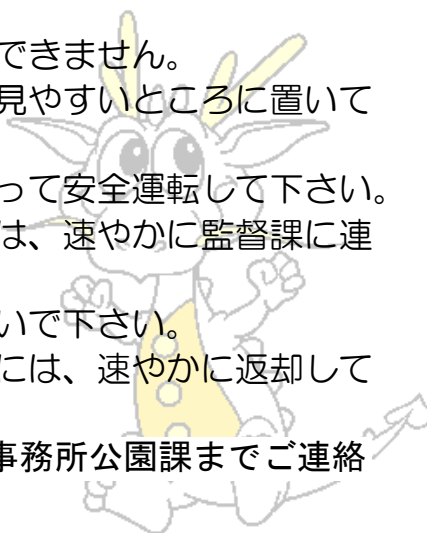 できません。
見やすいところに置いて
って安全運転して下さい。
は、速やかに監督課に連
いで下さい。
には、速やかに返却して
事務所公園課までご連絡